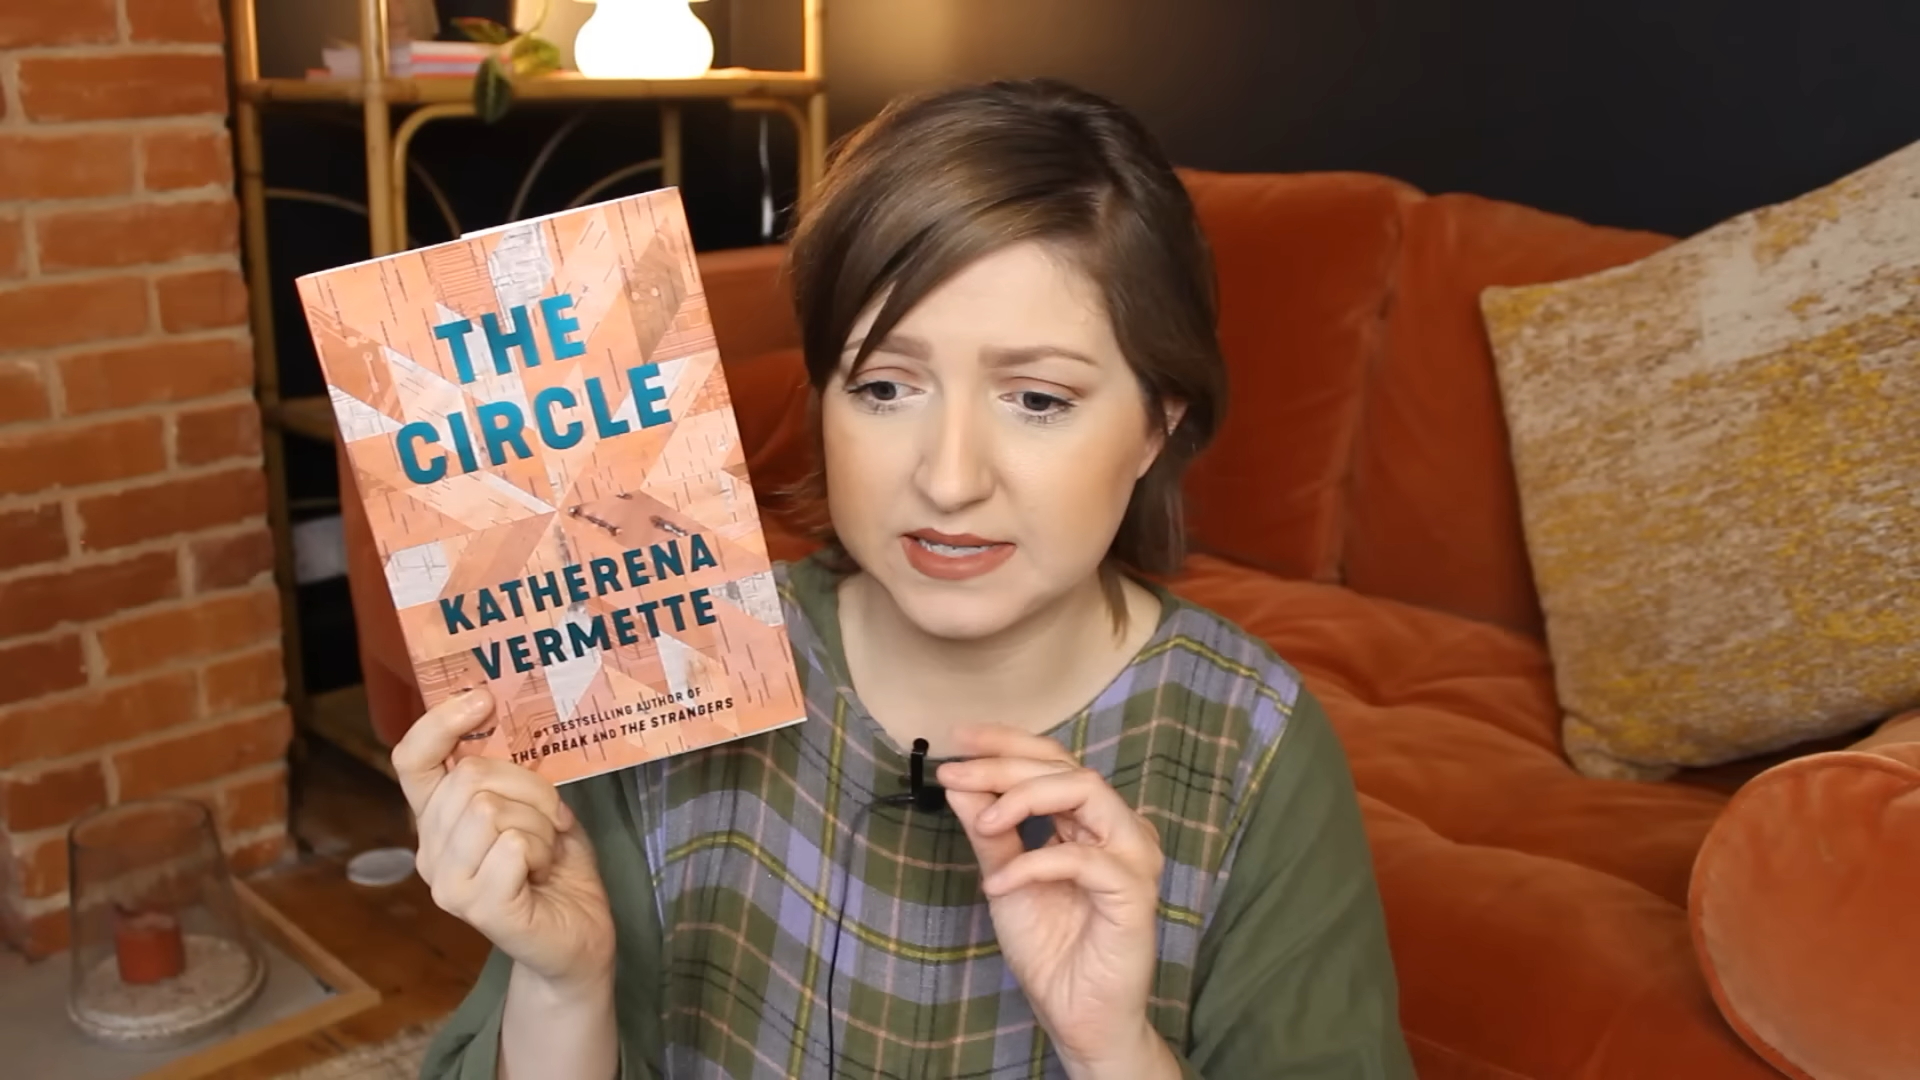 THE
CIRCLE
KATHERENA
VERMETTE
#1 BESTSELLING AUTHOR OF
THE BREAK AND THE STRANGERS